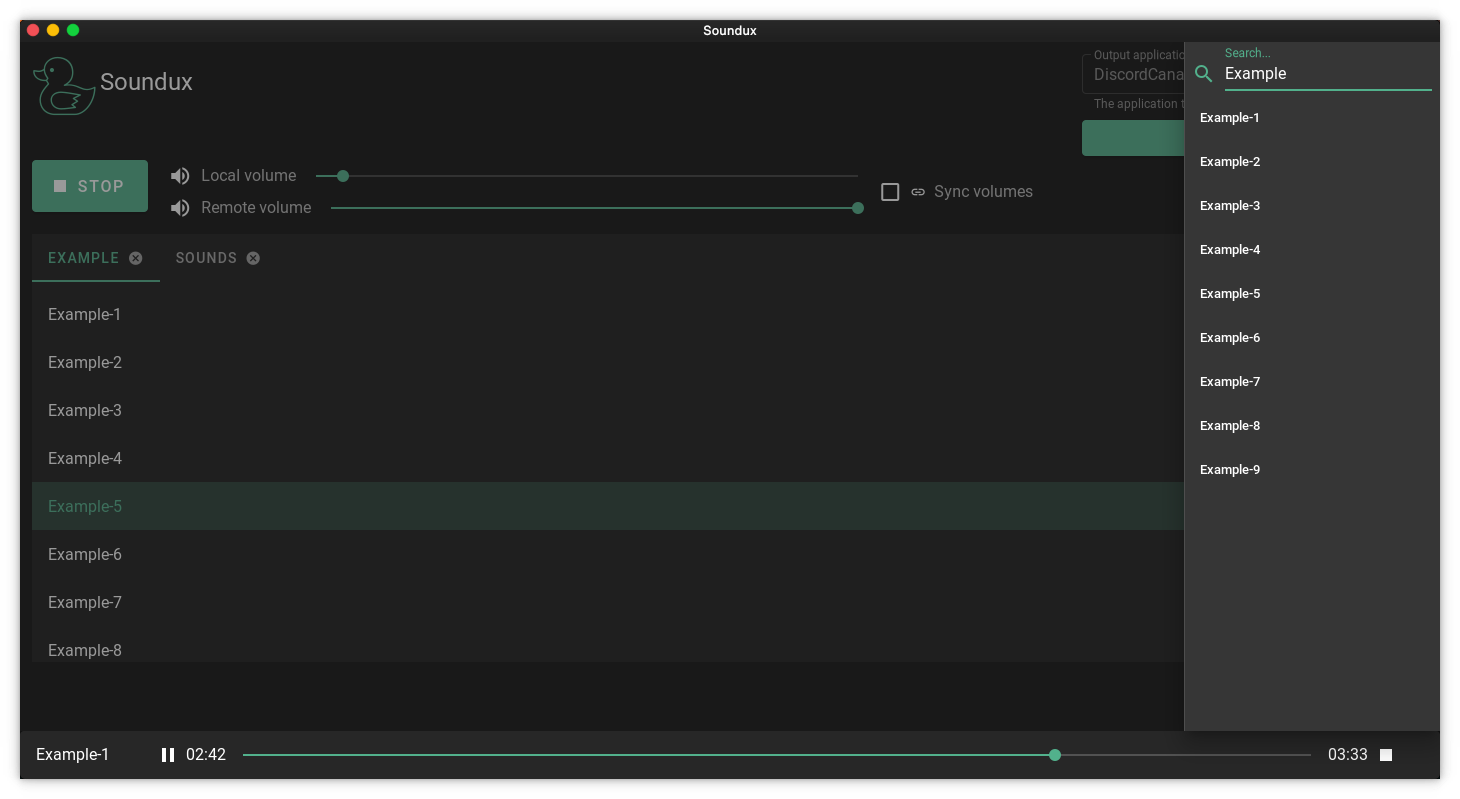 Soundux
Soundux
Output applicatio
DiscordCana
The application t
STOP
Local volume
Remote volume
Sync volumes
EXAMPLE
SOUNDS
Example-1
Example-2
Example-3
Example-4
Example-5
Example-6
Example-7
Example-8
Search...
Example
Example-1
Example-2
Example-3
Example-4
Example-5
Example-6
Example-7
Example-8
Example-9
Example-1 02:42 03:33